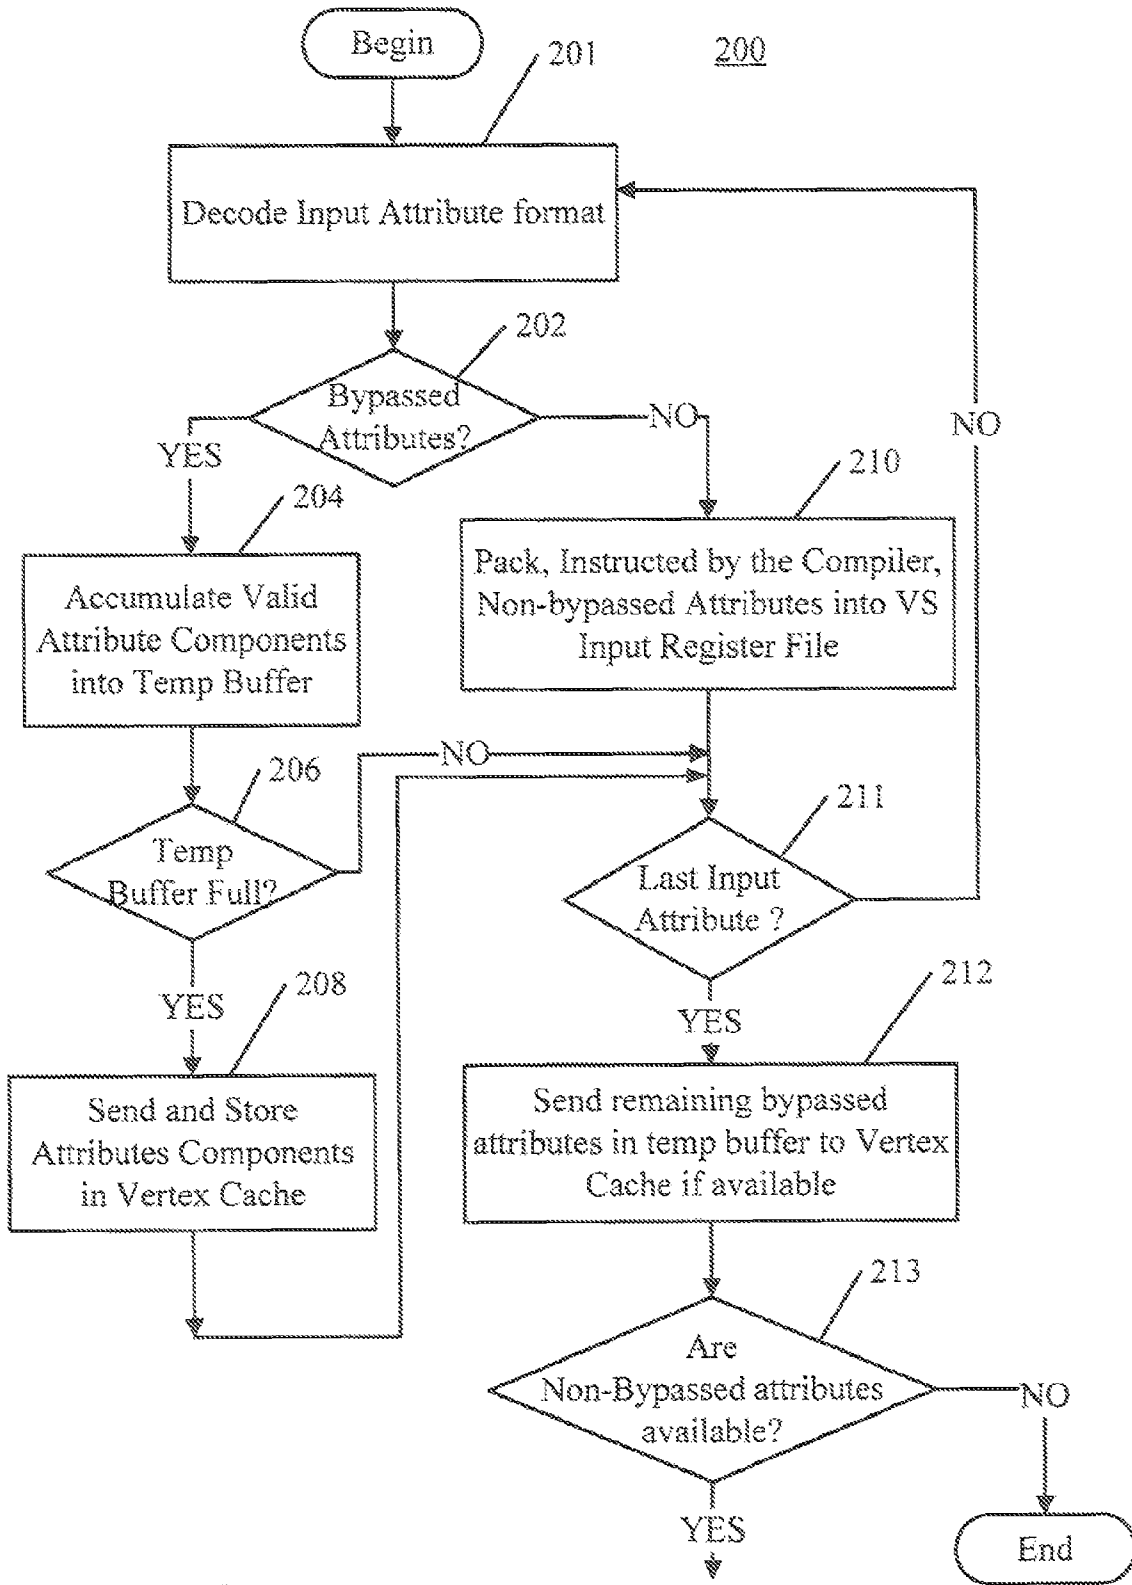 Begin
200
201
Decode Input Attribute format
202
Bypassed
Attributes?
YES
NO
NO
204
210
Accumulate Valid
Attribute Components
into Temp Buffer
Pack, Instructed by the Compiler,
Non-bypassed Attributes into VS
Input Register File
NO
206
211
Temp
Buffer Full?
Last Input
Attribute ?
YES
208
212
YES
Send and Store
Attributes Components
in Vertex Cache
Send remaining bypassed
attributes in temp buffer to Vertex
Cache if available
213
Are
Non-Bypassed attributes
available?
NO
YES
End